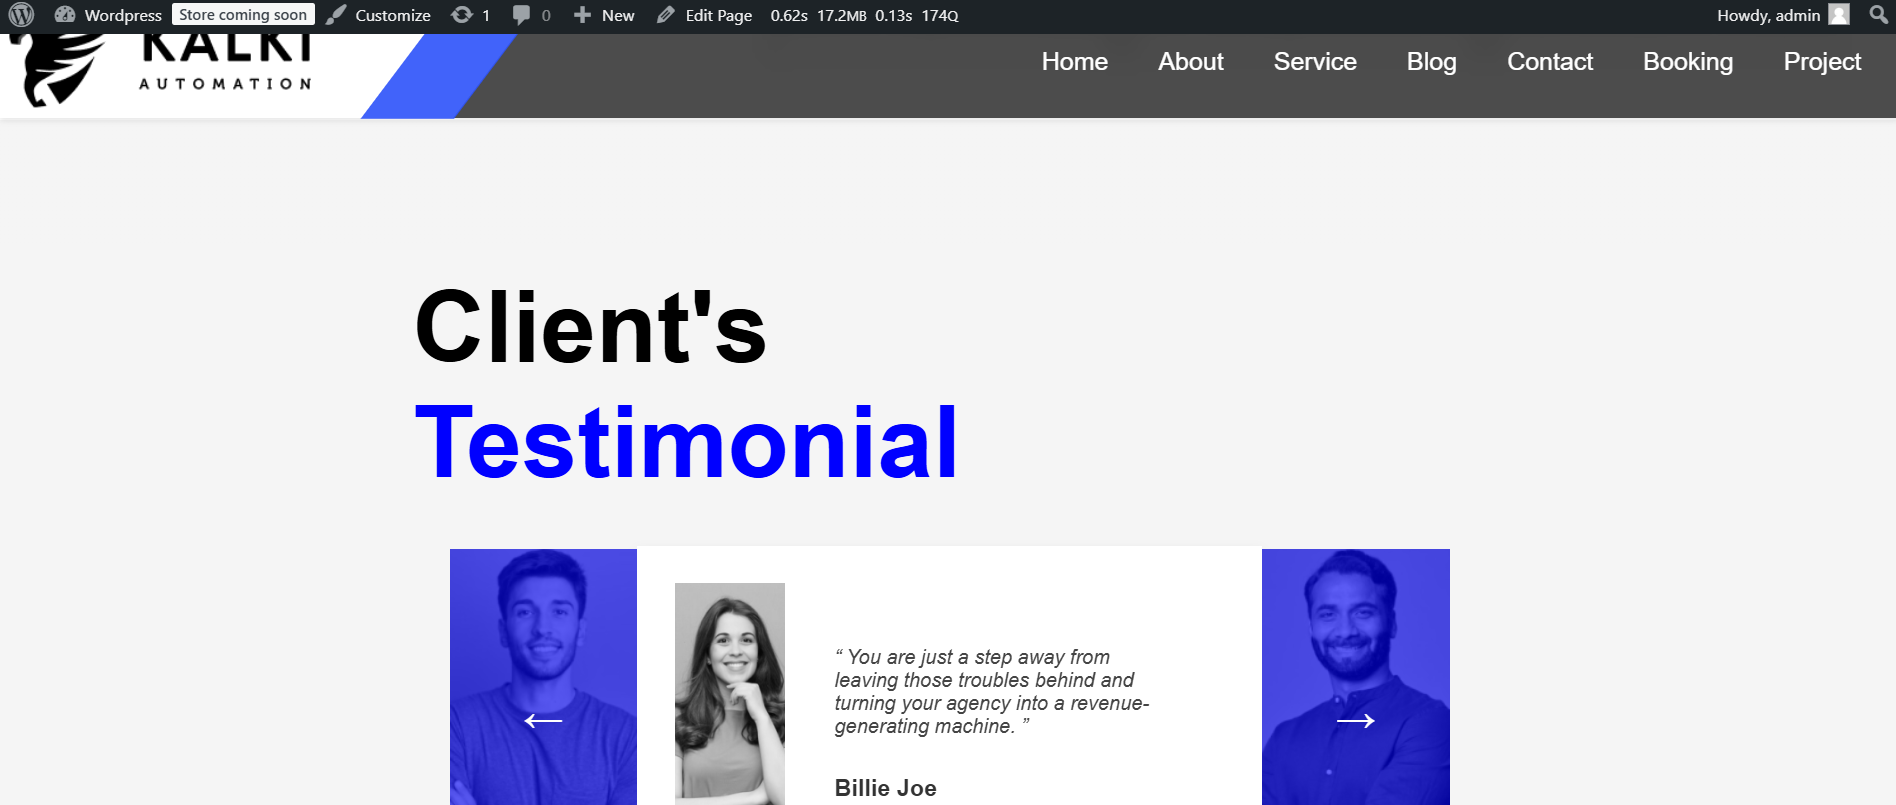 Wordpress Store coming soon Customize 1 0 New Edit Page 0.62s 17.2MB 0.13s 174Q Howdy, admin
KALKI
AUTOMATION
Home About Service Blog Contact Booking Project
Client's
Testimonial
“ You are just a step away from
leaving those troubles behind and
turning your agency into a revenue-
generating machine. ”
←
→
Billie Joe